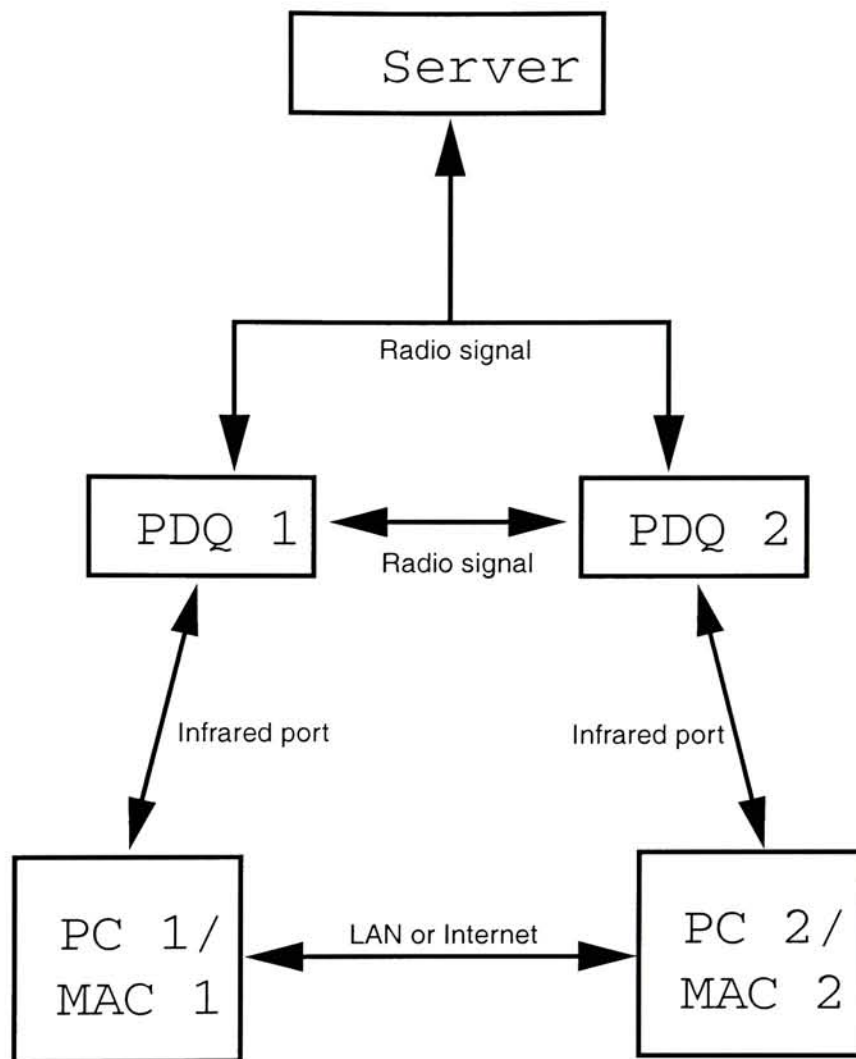 Server
Radio signal
PDQ 1
PDQ 2
Radio signal
Infrared port
Infrared port
PC 1/
MAC 1
LAN or Internet
PC 2/
MAC 2